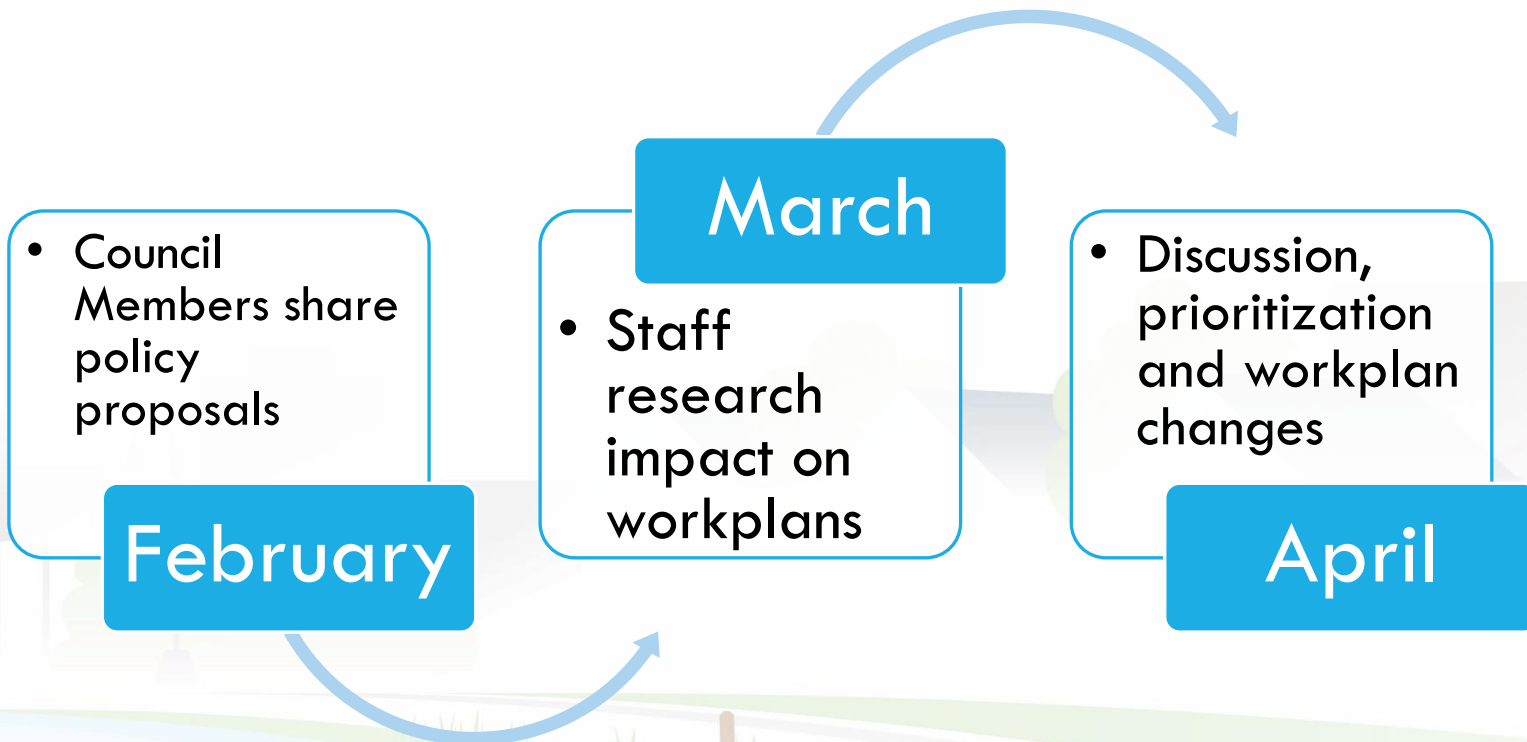 • Council
Members share
policy
proposals
February
March
• Staff
research
impact on
workplans
• Discussion,
prioritization
and workplan
changes
April